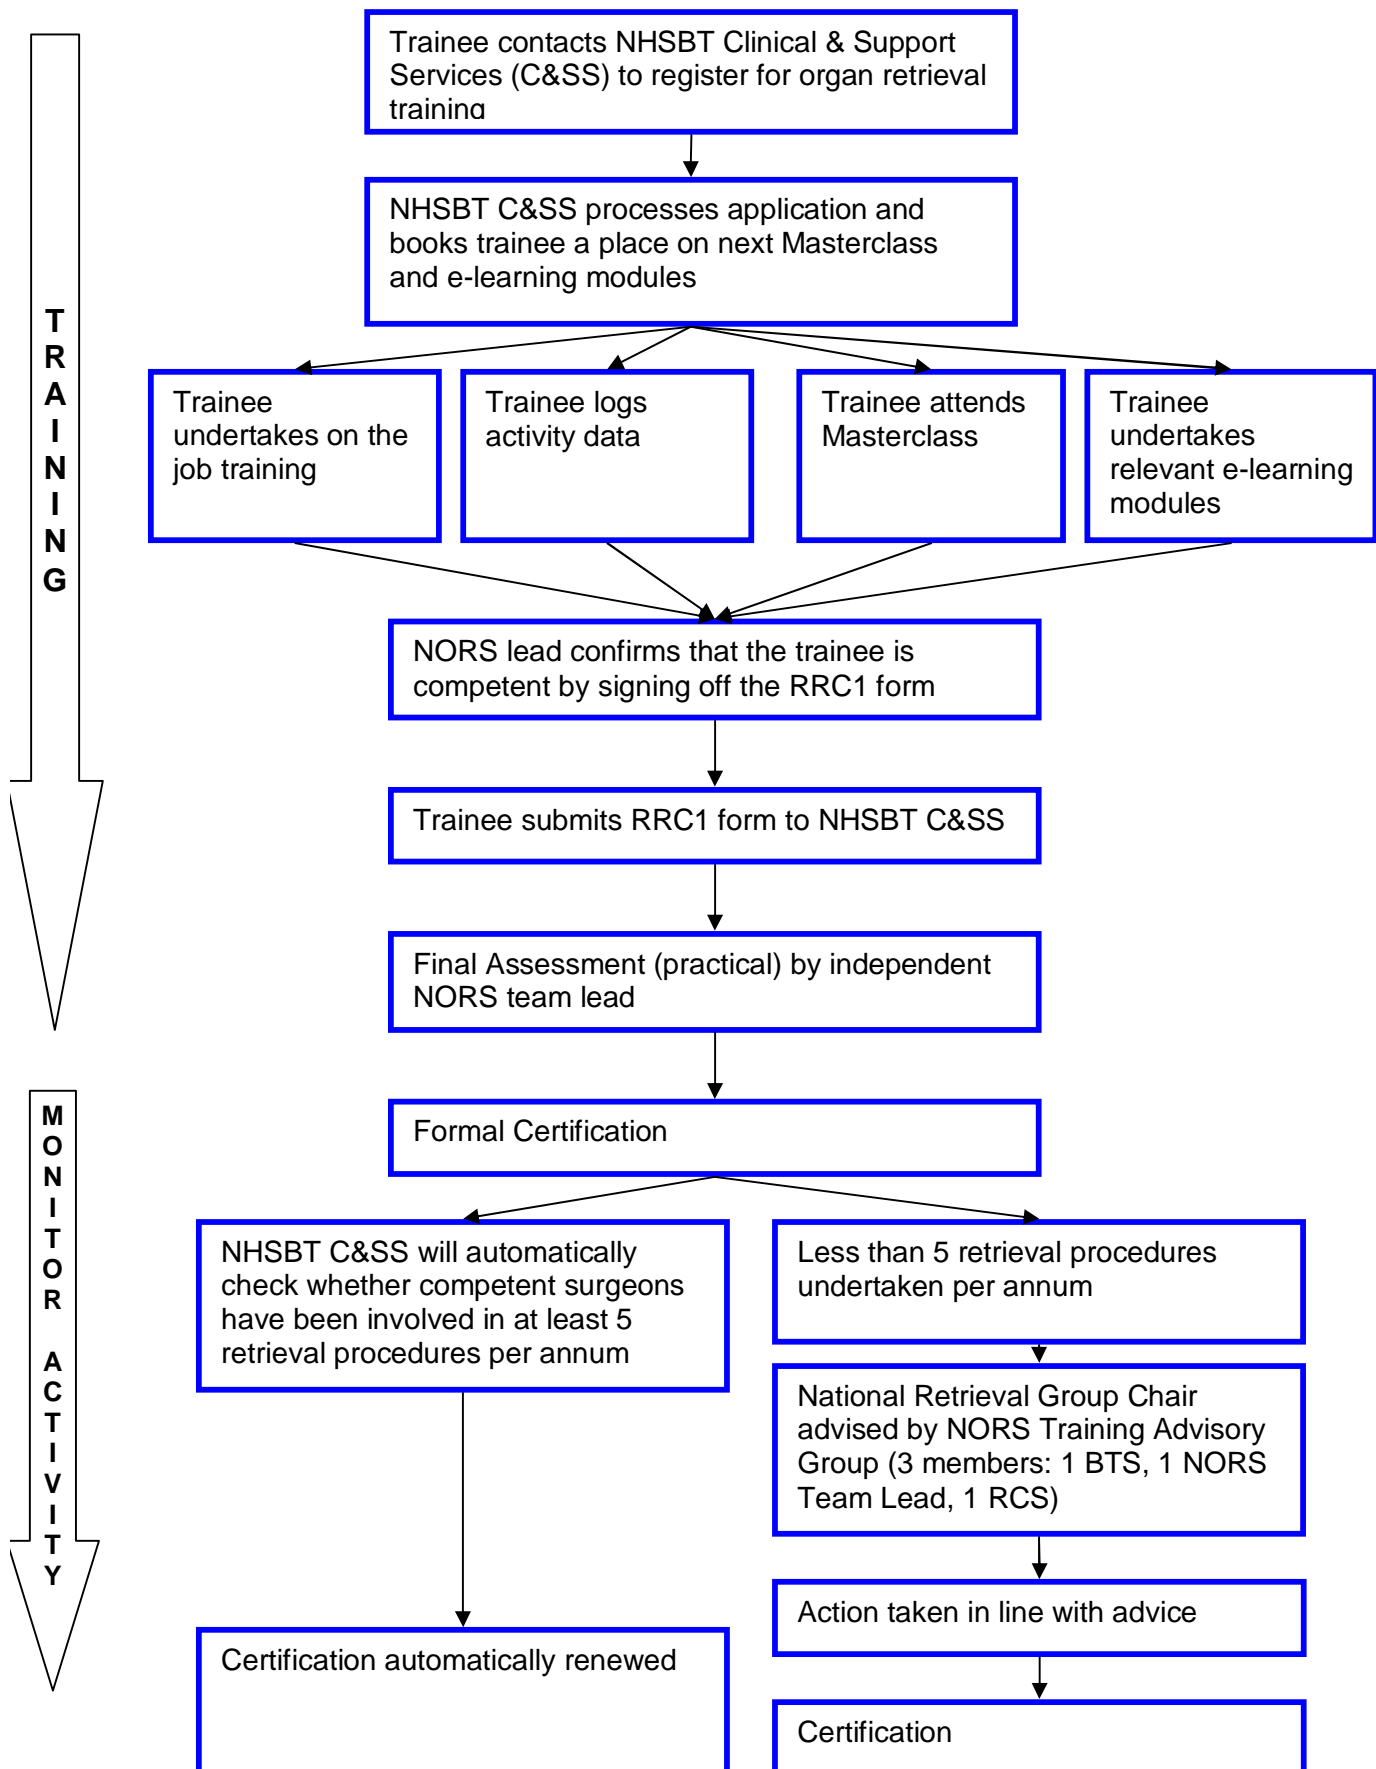 Trainee contacts NHSBT Clinical & Support
Services (C&SS) to register for organ retrieval
training
NHSBT C&SS processes application and
books trainee a place on next Masterclass
and e-learning modules
TRAINING
Trainee
undertakes on the
job training
Trainee logs
activity data
Trainee attends
Masterclass
Trainee
undertakes
relevant e-learning
modules
NORS lead confirms that the trainee is
competent by signing off the RRC1 form
Trainee submits RRC1 form to NHSBT C&SS
Final Assessment (practical) by independent
NORS team lead
MONITOR ACTIVITY
Formal Certification
NHSBT C&SS will automatically
check whether competent surgeons
have been involved in at least 5
retrieval procedures per annum
Less than 5 retrieval procedures
undertaken per annum
National Retrieval Group Chair
advised by NORS Training Advisory
Group (3 members: 1 BTS, 1 NORS
Team Lead, 1 RCS)
Action taken in line with advice
Certification automatically renewed
Certification